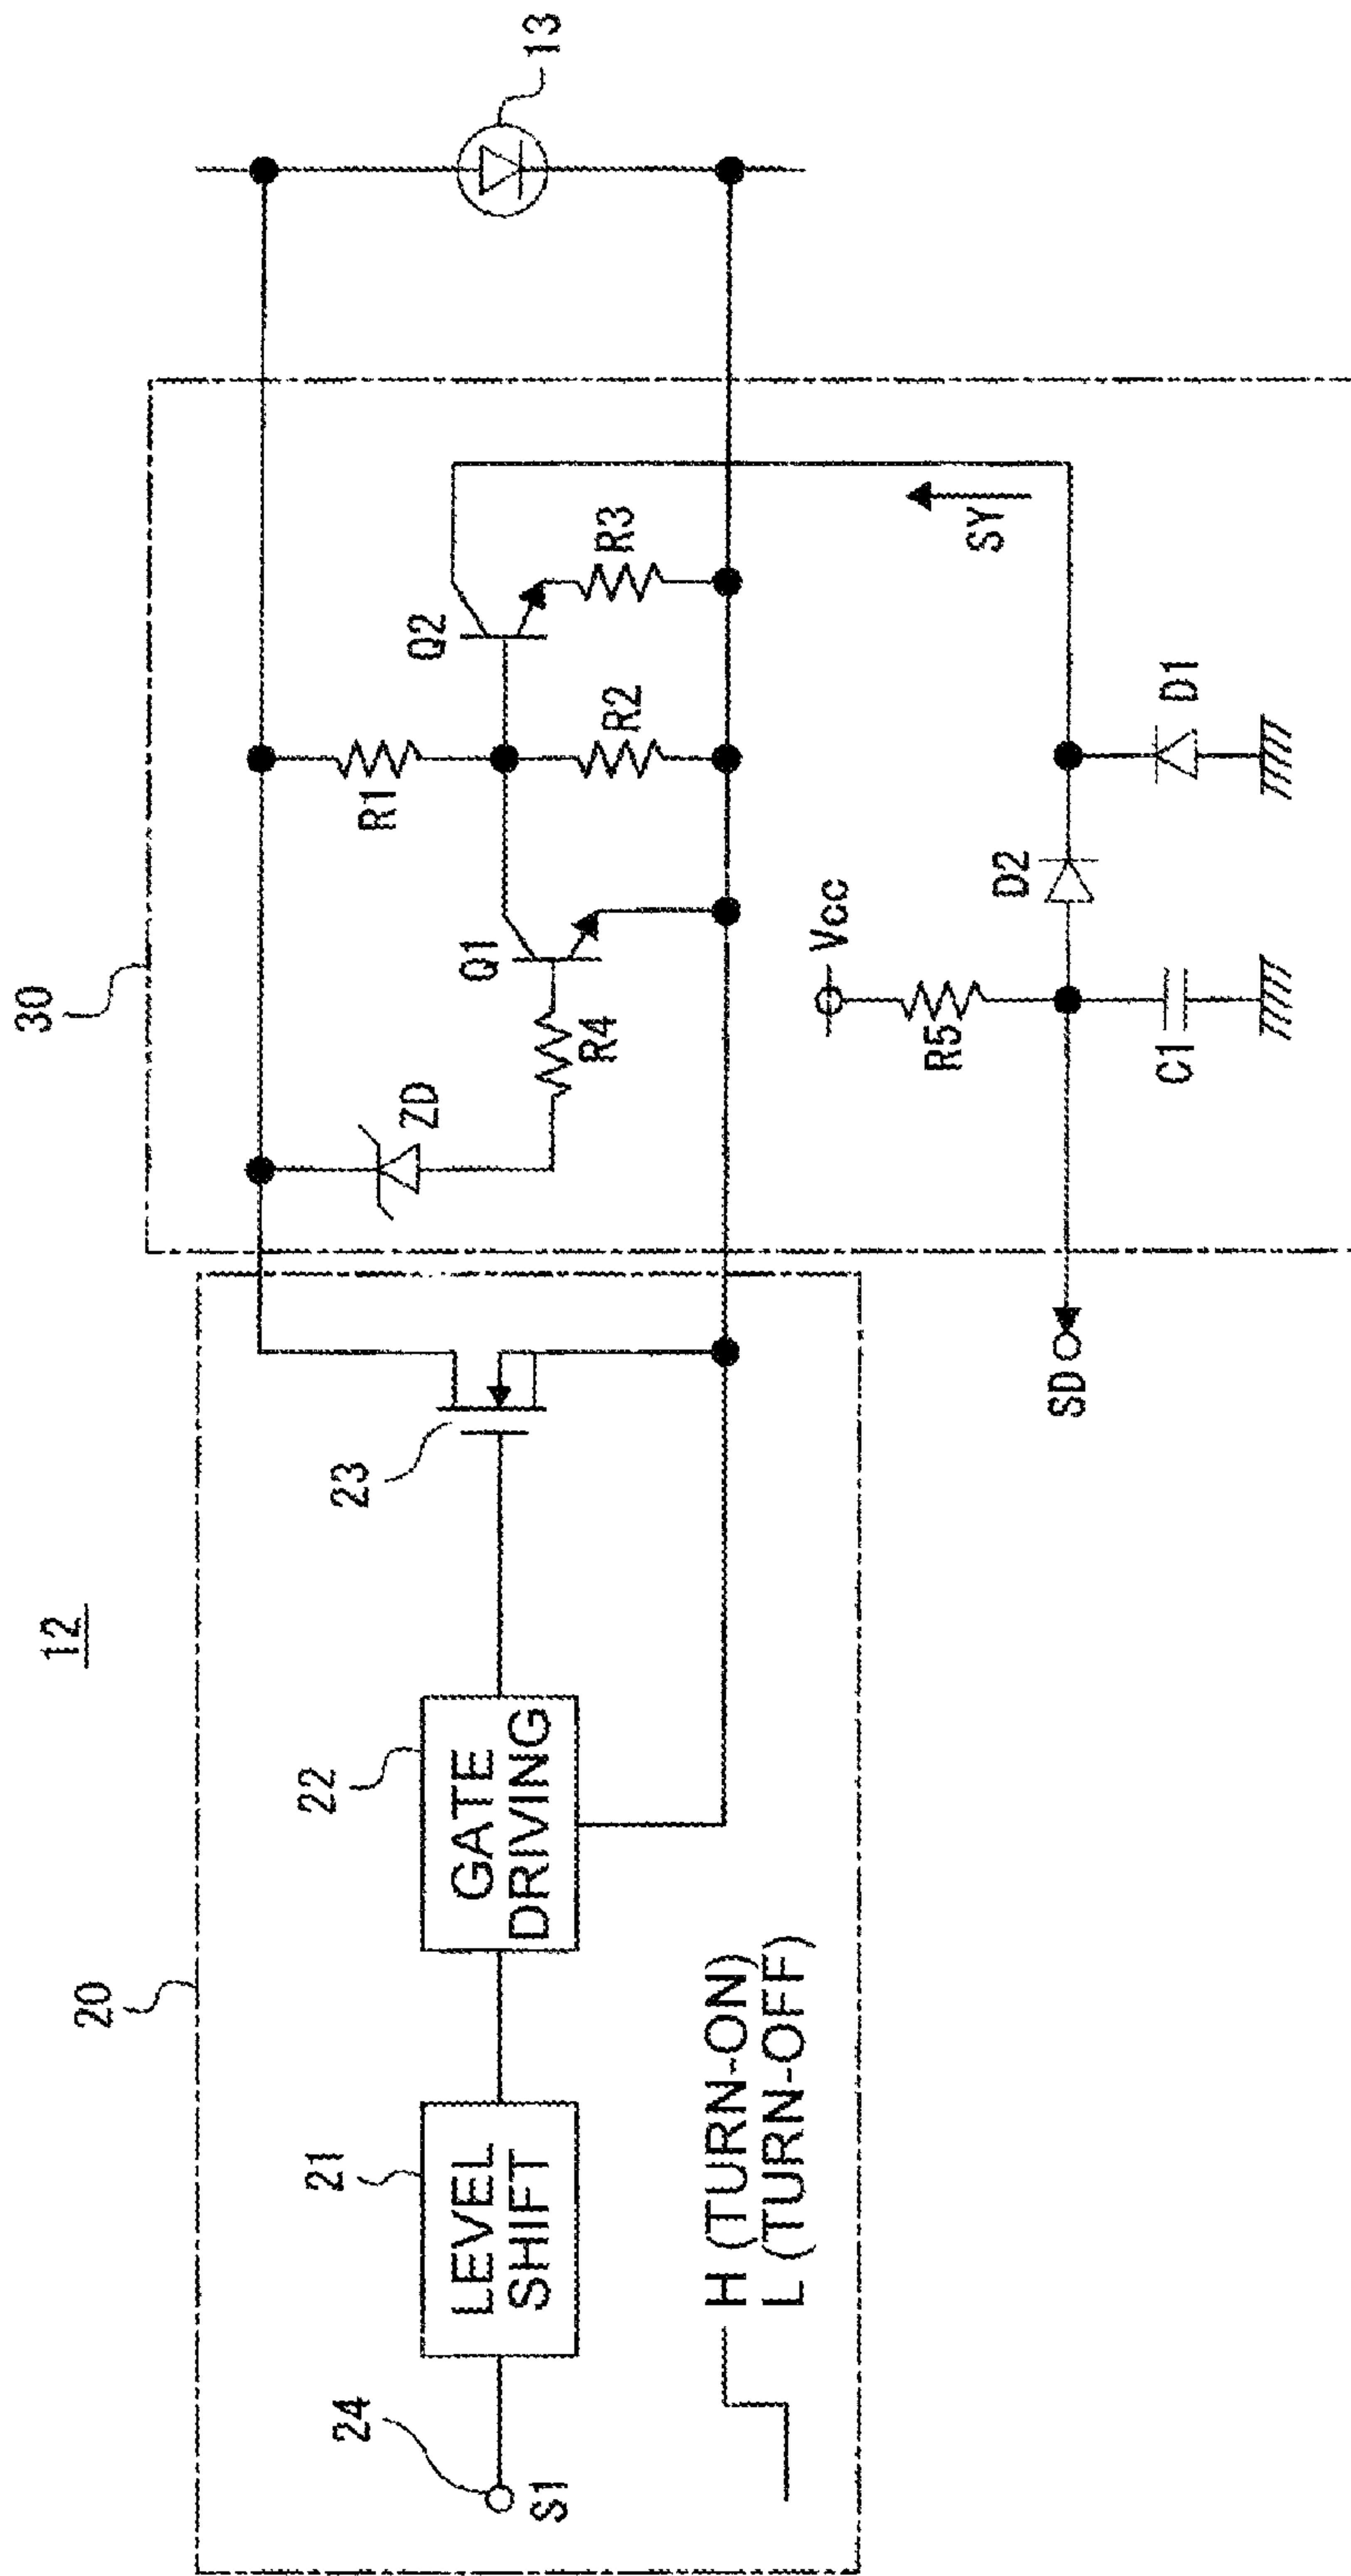 12
20
30
13
24
S1
21
LEVEL
SHIFT
22
GATE
DRIVING
23
H (TURN-ON)
L (TURN-OFF)
ZD
R4
Q1
R1
R2
Q2
R3
SY
Vcc
R5
C1
D2
D1
SD